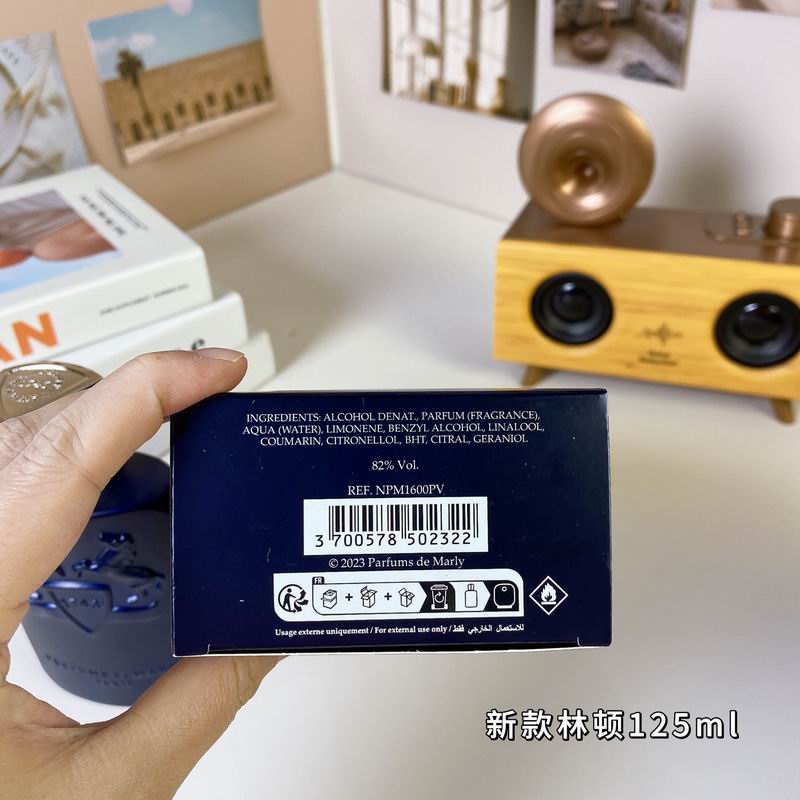 AN
INGREDIENTS: ALCOHOL DENAT., PARFUM (FRAGRANCE),
AQUA (WATER), LIMONENE, BENZYL ALCOHOL, LINALOOL,
COUMARIN, CITRONELLOL, BHT, CITRAL, GERANIOL
82% Vol.
REF. NPM1600PV
3 700578 502322
© 2023 Parfums de Marly
FR
Usage externe uniquement / For external use only / للاستعمال الخارجي فقط
新款林顿125ml